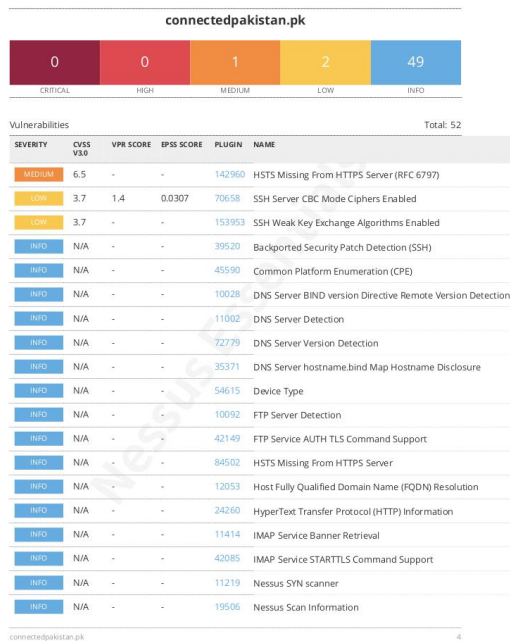 connectedpakistan.pk
0 0 1 2 49
CRITICAL HIGH MEDIUM LOW INFO
Vulnerabilities Total: 52
SEVERITY CVSS V3.0 VPR SCORE EPSS SCORE PLUGIN NAME
MEDIUM 6.5 - - 142960 HSTS Missing From HTTPS Server (RFC 6797)
LOW 3.7 1.4 0.0307 70658 SSH Server CBC Mode Ciphers Enabled
LOW 3.7 - - 153953 SSH Weak Key Exchange Algorithms Enabled
INFO N/A - - 39520 Backported Security Patch Detection (SSH)
INFO N/A - - 45590 Common Platform Enumeration (CPE)
INFO N/A - - 10028 DNS Server BIND version Directive Remote Version Detection
INFO N/A - - 11002 DNS Server Detection
INFO N/A - - 72779 DNS Server Version Detection
INFO N/A - - 35371 DNS Server hostname.bind Map Hostname Disclosure
INFO N/A - - 54615 Device Type
INFO N/A - - 10092 FTP Server Detection
INFO N/A - - 42149 FTP Service AUTH TLS Command Support
INFO N/A - - 84502 HSTS Missing From HTTPS Server
INFO N/A - - 12053 Host Fully Qualified Domain Name (FQDN) Resolution
INFO N/A - - 24260 HyperText Transfer Protocol (HTTP) Information
INFO N/A - - 11414 IMAP Service Banner Retrieval
INFO N/A - - 42085 IMAP Service STARTTLS Command Support
INFO N/A - - 11219 Nessus SYN scanner
INFO N/A - - 19506 Nessus Scan Information
Nessus Essentials
connectedpakistan.pk 4